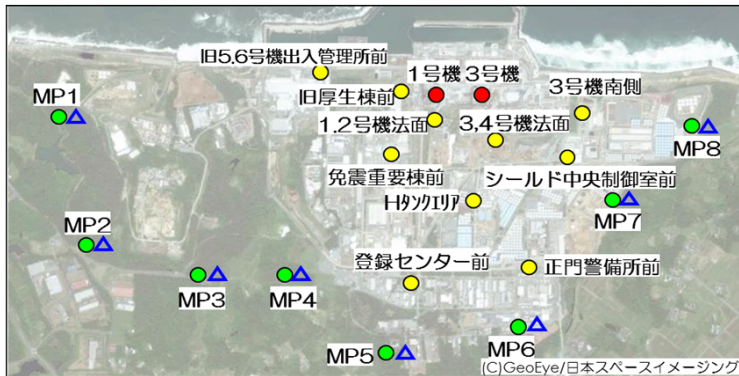 旧5.6号機出入管理所前
1号機
3号機
MP1
旧厚生棟前
3号機南側
1.2号機法面
3,4号機法面
MP8
免震重要棟前
シールド中央制御室前
Hﾀﾝｸｴﾘｱ
MP7
MP2
登録センター前
正門警備所前
MP3
MP4
MP6
MP5
(C)GeoEye/日本スペースイメージング